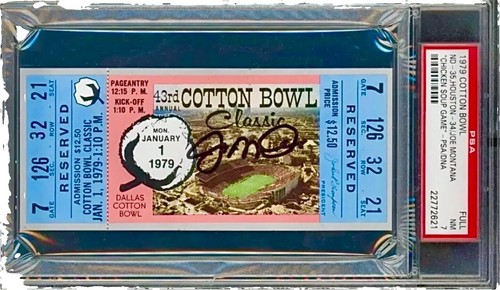 7 126 32 21
GATE SEC. ROW SEAT
RESERVED
ADMISSION $12.50
COTTON BOWL CLASSIC
JAN. 1, 1979-1:10 P.M.
PAGEANTRY
12:15 P. M.
KICK-OFF
1:10 P. M.
43rd
ANNUAL
COTTON BOWL
Classic
MON.
JANUARY
1
1979
DALLAS
COTTON
BOWL
ADMISSION $12.50
PRICE
PRESIDENT
RESERVED
GATE 7
SEC. 126
ROW 32
SEAT 21
PSA
1979 COTTON BOWL
ND - 35, HOUSTON - 34/JOE MONTANA
"CHICKEN SOUP GAME" - PSA/DNA
FULL
NM
7
22772621